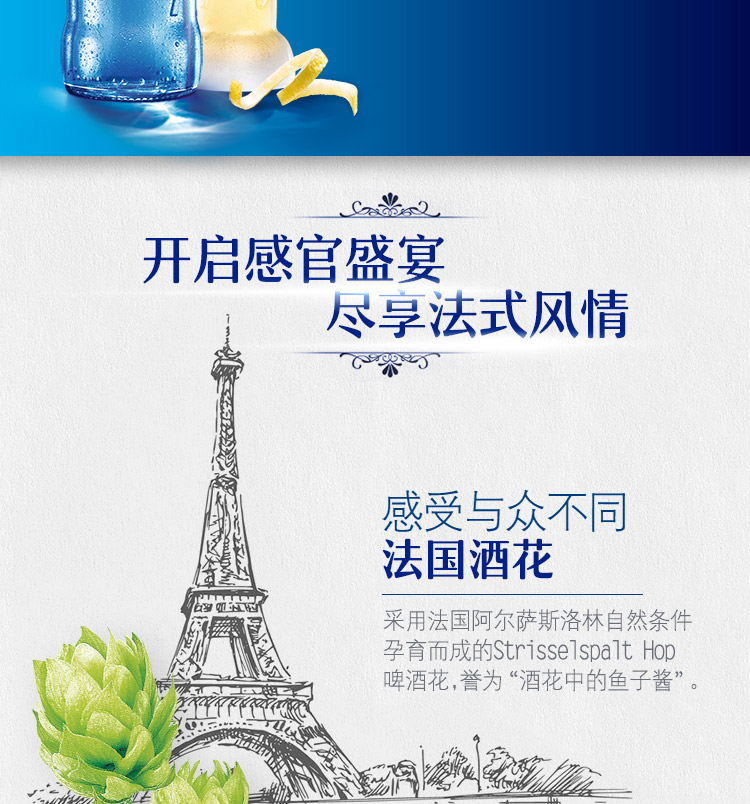 开启感官盛宴
尽享法式风情
感受与众不同
法国酒花
采用法国阿尔萨斯洛林自然条件
孕育而成的Strisselspalt Hop
啤酒花,誉为“酒花中的鱼子酱”。